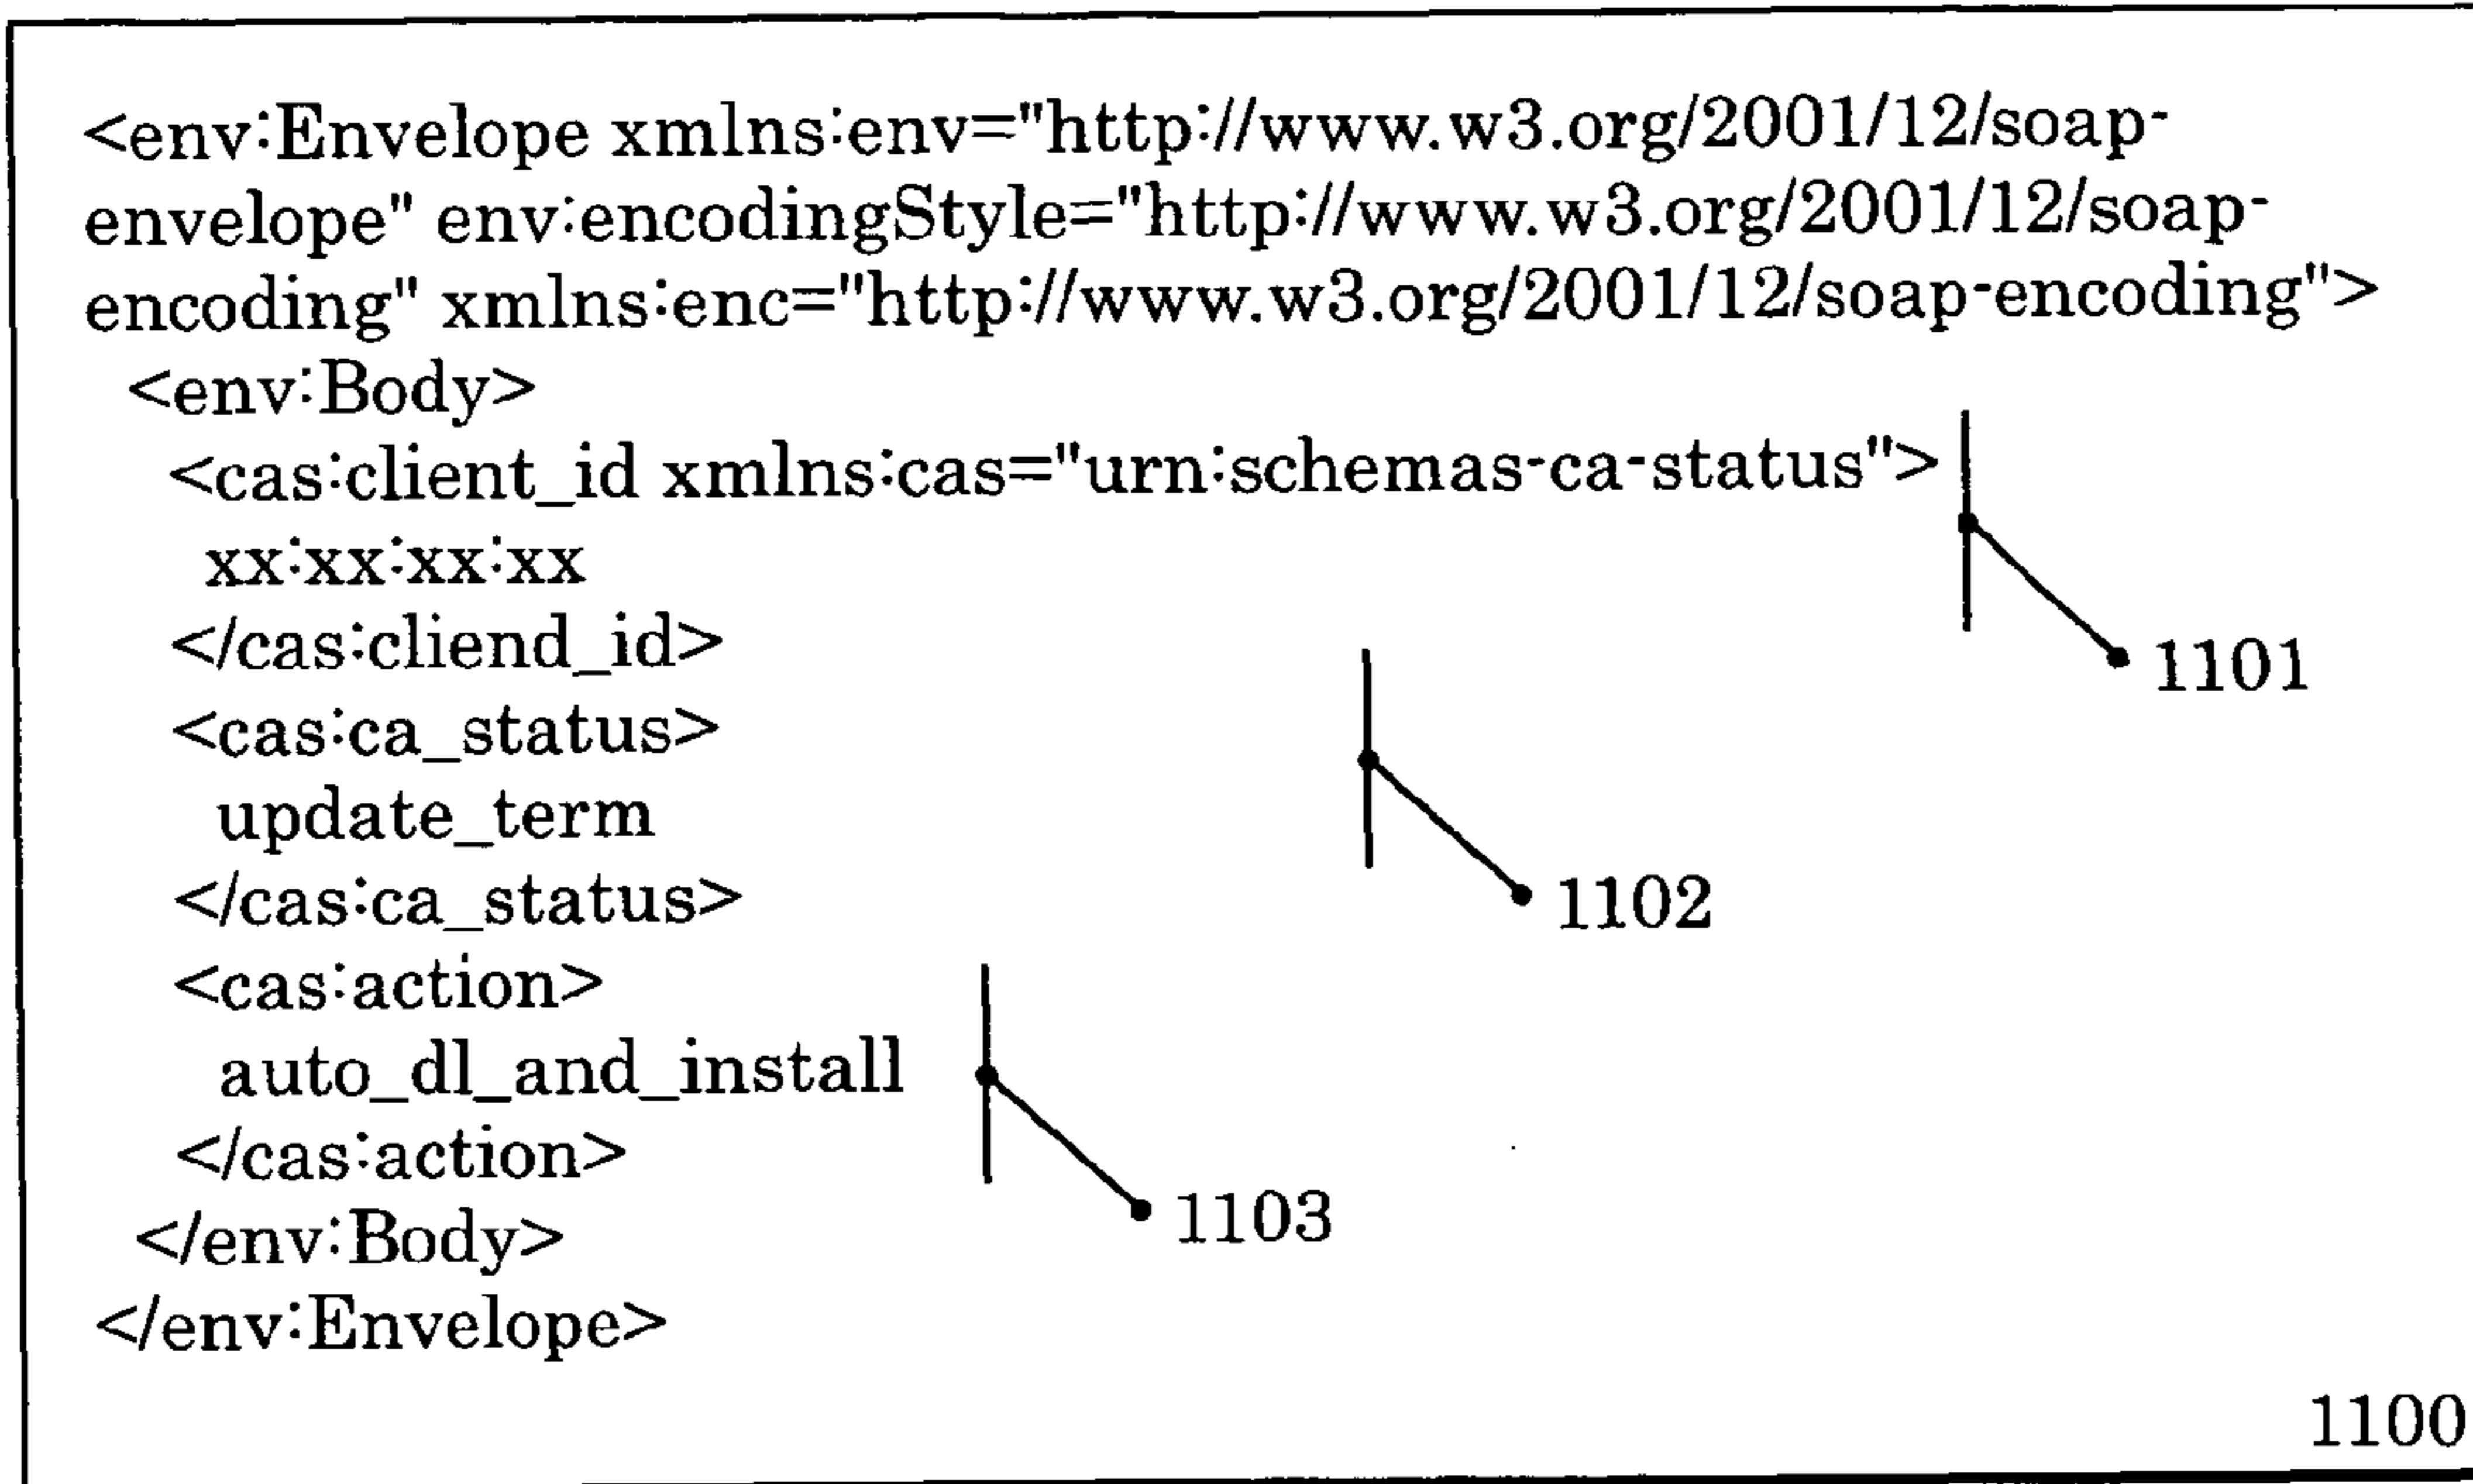 <env:Envelope xmlns:env="http://www.w3.org/2001/12/soap-
envelope" env:encodingStyle="http://www.w3.org/2001/12/soap-
encoding" xmlns:enc="http://www.w3.org/2001/12/soap-encoding">
<env:Body>
<cas:client_id xmlns:cas="urn:schemas-ca-status">
xx:xx:xx:xx
</cas:cliend_id>
1101
<cas:ca_status>
update_term
</cas:ca_status>
1102
<cas:action>
auto_dl_and_install
</cas:action>
1103
</env:Body>
</env:Envelope>
1100